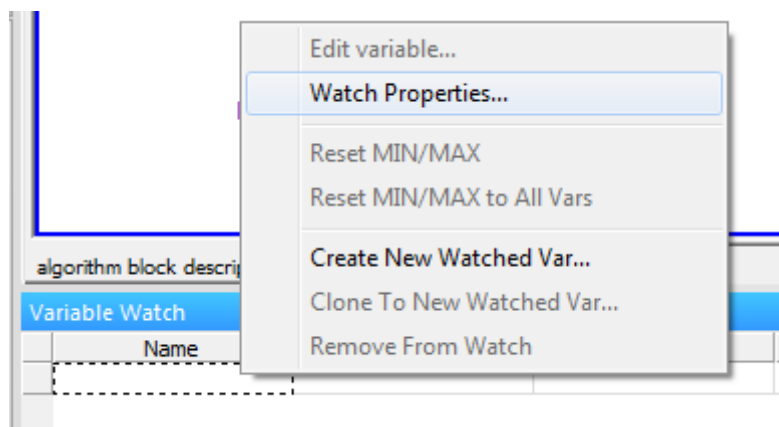 Edit variable...
Watch Properties...
Reset MIN/MAX
Reset MIN/MAX to All Vars
Create New Watched Var...
Clone To New Watched Var...
Remove From Watch
algorithm block descrip
Variable Watch
Name